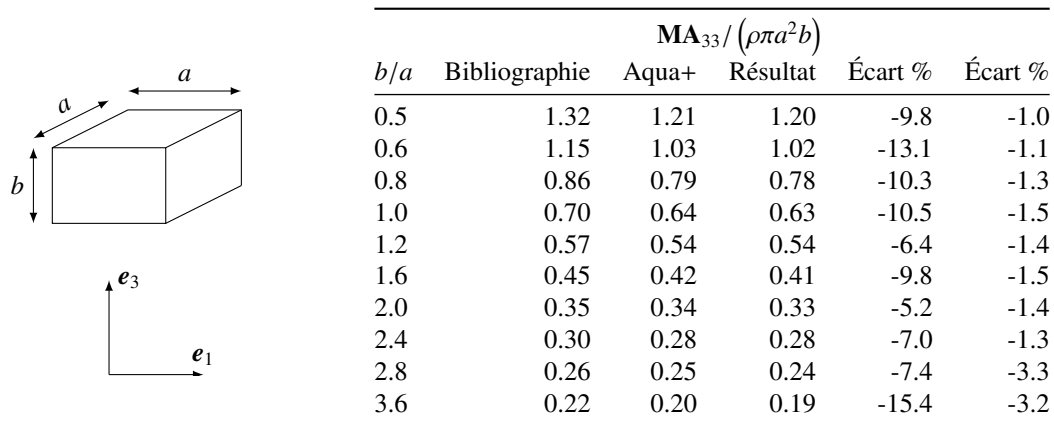 a
a
b
e3
e1
MA33/(ρπa²b)
b/a Bibliographie Aqua+ Résultat Écart % Écart %
0.5 1.32 1.21 1.20 -9.8 -1.0
0.6 1.15 1.03 1.02 -13.1 -1.1
0.8 0.86 0.79 0.78 -10.3 -1.3
1.0 0.70 0.64 0.63 -10.5 -1.5
1.2 0.57 0.54 0.54 -6.4 -1.4
1.6 0.45 0.42 0.41 -9.8 -1.5
2.0 0.35 0.34 0.33 -5.2 -1.4
2.4 0.30 0.28 0.28 -7.0 -1.3
2.8 0.26 0.25 0.24 -7.4 -3.3
3.6 0.22 0.20 0.19 -15.4 -3.2